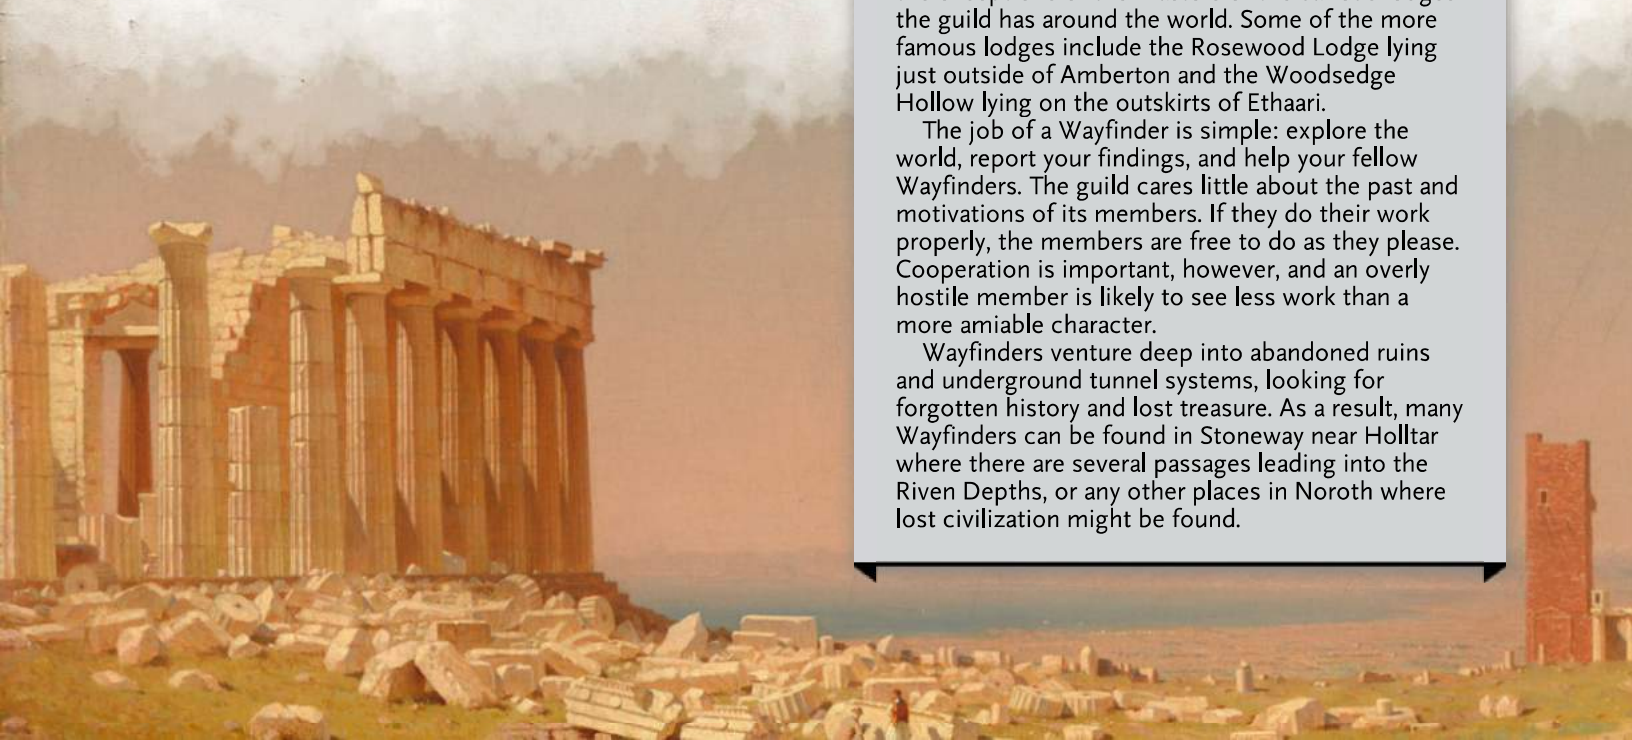 the guild has around the world. Some of the more
famous lodges include the Rosewood Lodge lying
just outside of Amberton and the Woodsedge
Hollow lying on the outskirts of Ethaari.
The job of a Wayfinder is simple: explore the
world, report your findings, and help your fellow
Wayfinders. The guild cares little about the past and
motivations of its members. If they do their work
properly, the members are free to do as they please.
Cooperation is important, however, and an overly
hostile member is likely to see less work than a
more amiable character.
Wayfinders venture deep into abandoned ruins
and underground tunnel systems, looking for
forgotten history and lost treasure. As a result, many
Wayfinders can be found in Stoneway near Holltar
where there are several passages leading into the
Riven Depths, or any other places in Noroth where
lost civilization might be found.